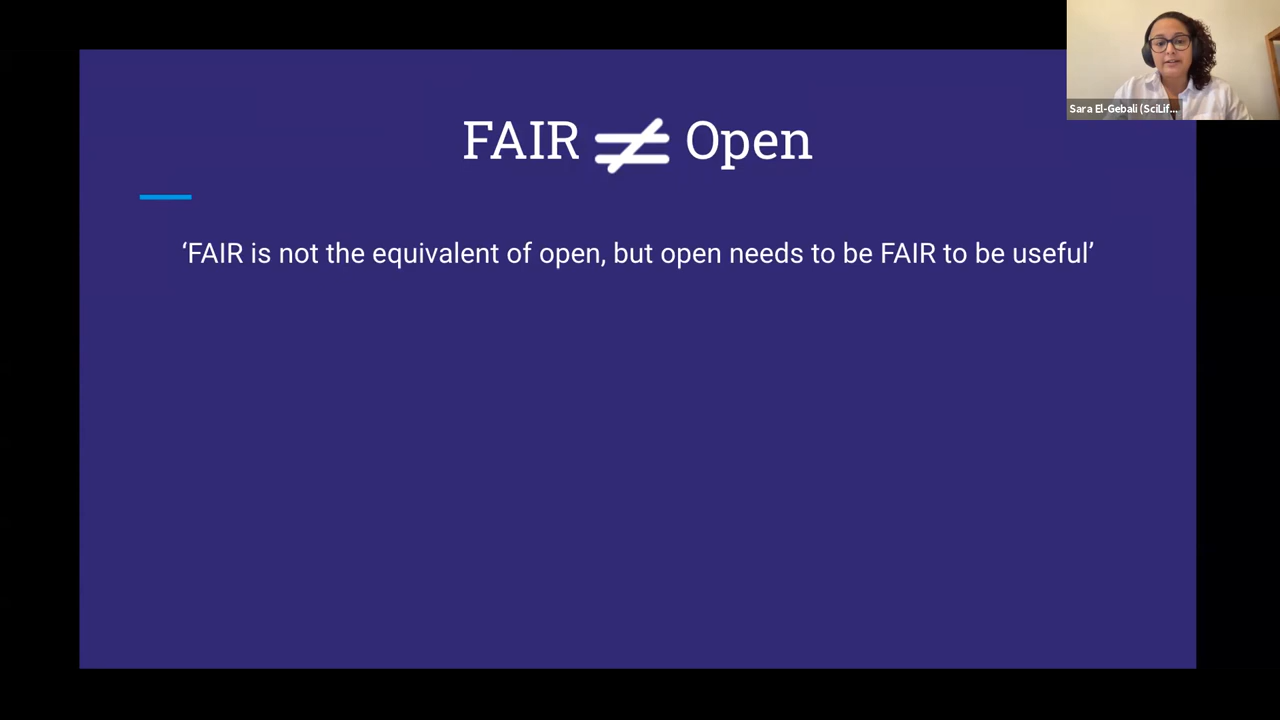 FAIR ≠ Open
‘FAIR is not the equivalent of open, but open needs to be FAIR to be useful’
Sara El-Gebali (SciLif...